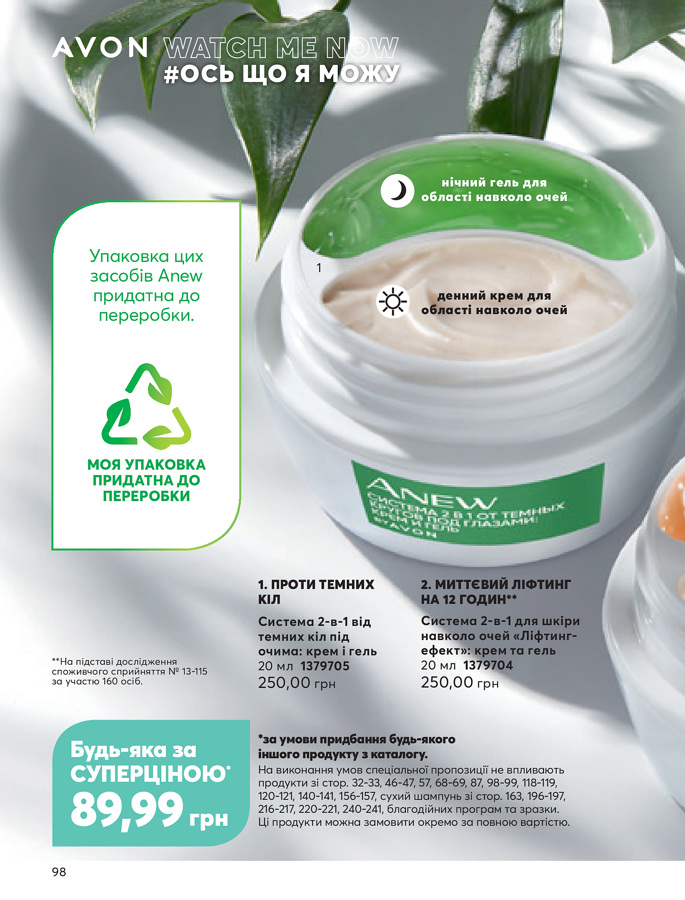 AVON WATCH ME NOW
#ОСЬ ЩО Я МОЖУ
нічний гель для
області навколо очей
1
денний крем для
області навколо очей
Упаковка цих
засобів Anew
придатна до
переробки.
МОЯ УПАКОВКА
ПРИДАТНА ДО
ПЕРЕРОБКИ
ANEW
СИСТЕМА 2 В 1 ОТ ТЕМНЫХ
КРУГОВ ПОД ГЛАЗАМИ:
КРЕМ И ГЕЛЬ
BY AVON
1. ПРОТИ ТЕМНИХ
КІЛ
Система 2-в-1 від
темних кіл під
очима: крем і гель
20 мл 1379705
250,00 грн
2. МИТТЄВИЙ ЛІФТИНГ
НА 12 ГОДИН**
Система 2-в-1 для шкіри
навколо очей «Ліфтинг-
ефект»: крем та гель
20 мл 1379704
250,00 грн
**На підставі дослідження
споживчого сприйняття № 13-115
за участю 160 осіб.
Будь-яка за
СУПЕРЦІНОЮ*
89,99 грн
*за умови придбання будь-якого
іншого продукту з каталогу.
На виконання умов спеціальної пропозиції не впливають
продукти зі стор. 32-33, 46-47, 57, 68-69, 87, 98-99, 118-119,
120-121, 140-141, 156-157, сухий шампунь зі стор. 163, 196-197,
216-217, 220-221, 240-241, благодійних програм та зразки.
Ці продукти можна замовити окремо за повною вартістю.
98